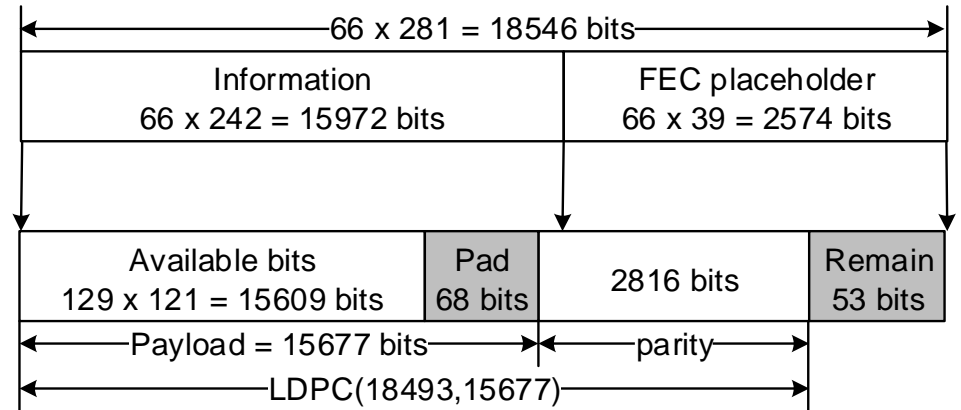 66 x 281 = 18546 bits
Information
66 x 242 = 15972 bits
FEC placeholder
66 x 39 = 2574 bits
Available bits
129 x 121 = 15609 bits
Pad
68 bits
2816 bits
Remain
53 bits
Payload = 15677 bits
parity
LDPC(18493,15677)